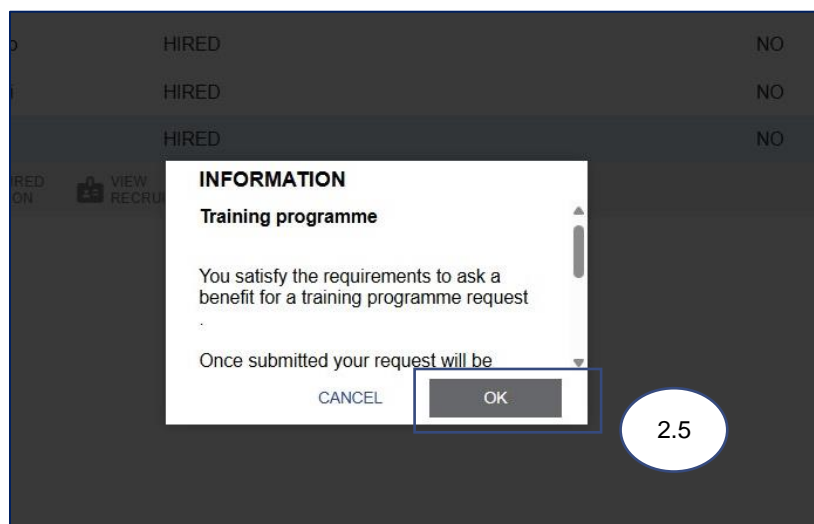 HIRED NO
HIRED NO
HIRED NO
VIEW
INFORMATION
Training programme
You satisfy the requirements to ask a
benefit for a training programme request
.
Once submitted your request will be
CANCEL OK
2.5